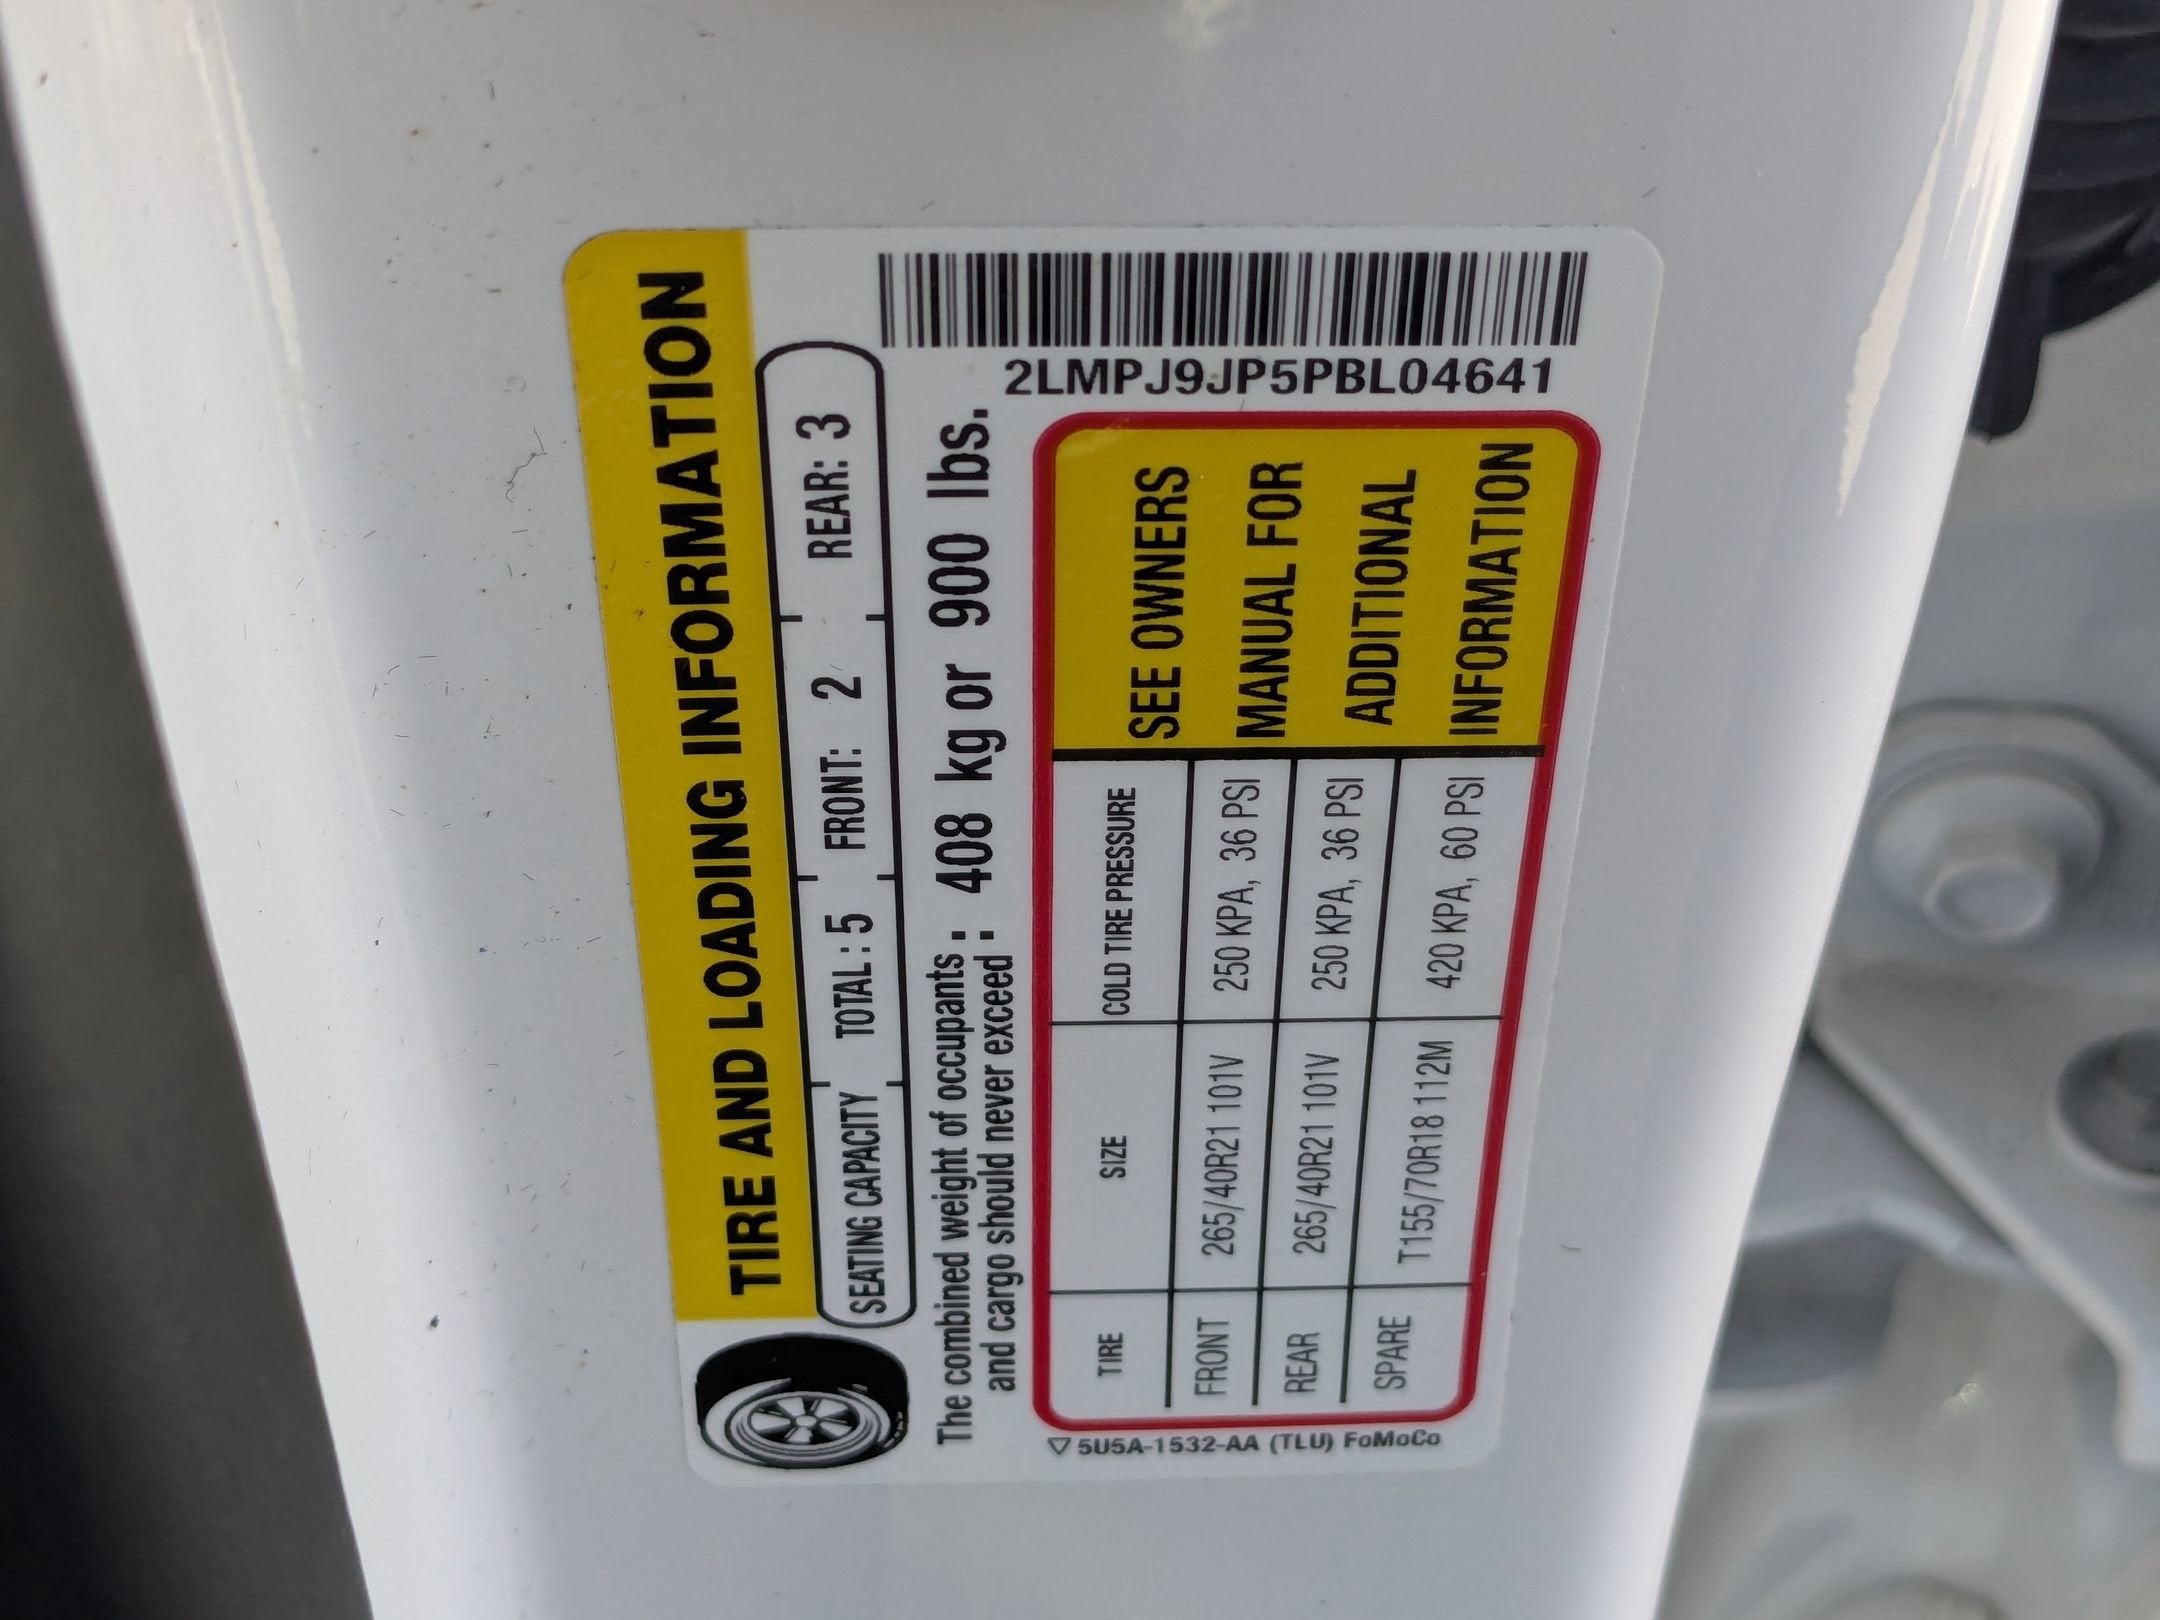 TIRE AND LOADING INFORMATION
SEATING CAPACITY TOTAL : 5 FRONT: 2 REAR: 3
The combined weight of occupants :
and cargo should never exceed : 408 kg or 900 lbs.
2LMPJ9JP5PBL04641
TIRE SIZE COLD TIRE PRESSURE
FRONT 265/40R21 101V 250 KPA, 36 PSI
REAR 265/40R21 101V 250 KPA, 36 PSI
SPARE T155/70R18 112M 420 KPA, 60 PSI
SEE OWNERS
MANUAL FOR
ADDITIONAL
INFORMATION
5U5A-1532-AA (TLU) FoMoCo